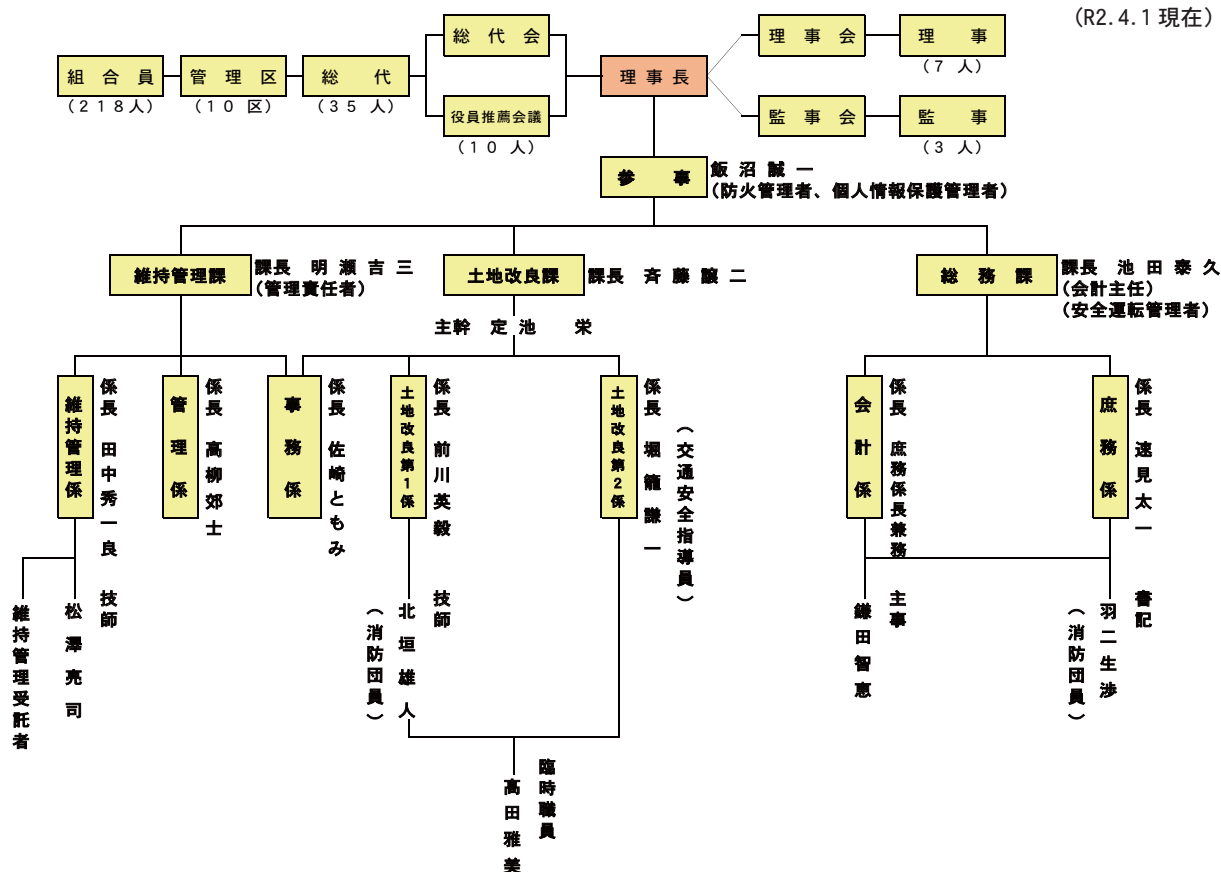 (R2.4.1 現在)
組合員
(218人)
管理区
(10 区)
総代
(35 人)
総代会
役員推薦会議
(10 人)
理事長
理事会
理事
(7 人)
監事会
監事
(3 人)
参事
飯沼誠一
(防火管理者、個人情報保護管理者)
維持管理課
課長 明瀬吉三
(管理責任者)
土地改良課
課長 斉藤譲二
主幹 定池 栄
総務課
課長 池田泰久
(会計主任)
(安全運転管理者)
維持管理係
係長 田中秀一良
技師
松澤亮司
維持管理受託者
管理係
係長 高柳郊士
事務係
係長 佐崎ともみ
土地改良第1係
係長 前川英毅
技師
北垣雄人
(消防団員)
土地改良第2係
係長 堀籠謙一
(交通安全指導員)
臨時職員
高田雅美
会計係
係長 庶務係長兼務
主事
鎌田智恵
庶務係
係長 速見太一
書記
羽二生渉
(消防団員)